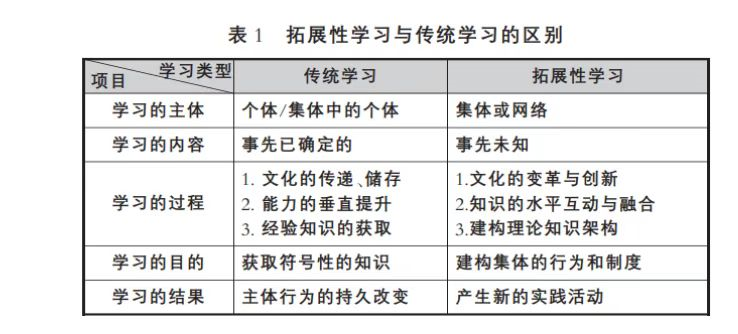 表 1 拓展性学习与传统学习的区别
学习类型
项目
传统学习
拓展性学习
学习的主体
个体/集体中的个体
集体或网络
学习的内容
事先已确定的
事先未知
学习的过程
1. 文化的传递、储存
2. 能力的垂直提升
3. 经验知识的获取
1.文化的变革与创新
2.知识的水平互动与融合
3.建构理论知识架构
学习的目的
获取符号性的知识
建构集体的行为和制度
学习的结果
主体行为的持久改变
产生新的实践活动